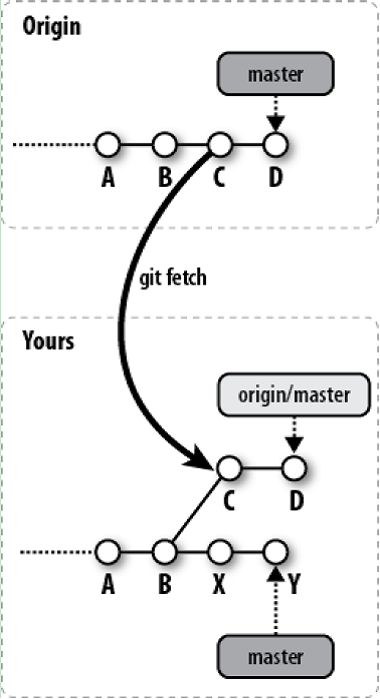 Origin
master
A B C D
git fetch
Yours
origin/master
C D
A B X Y
master